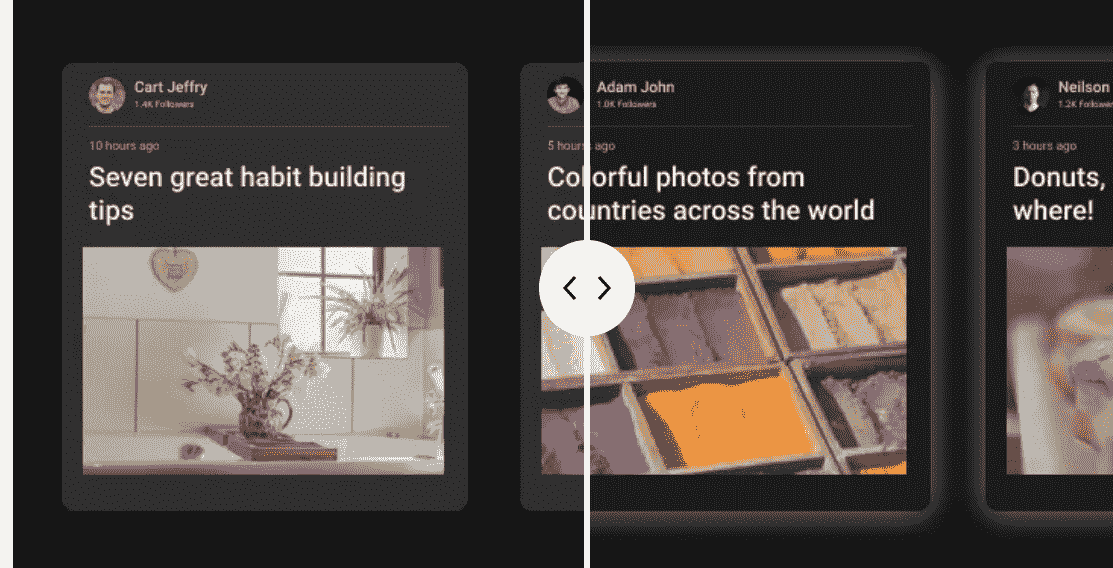 Cart Jeffry
1.4K Followers
10 hours ago
Seven great habit building
tips
Adam John
1.0K Followers
5 hours ago
Colorful photos from
countries across the world
Neilson
1.2K Followers
3 hours ago
Donuts,
where!